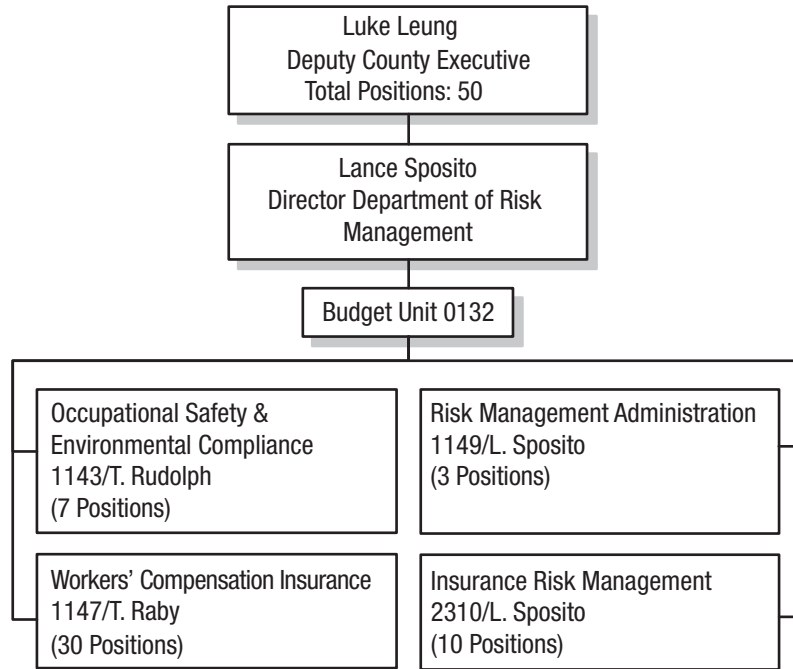 Luke Leung
Deputy County Executive
Total Positions: 50
Lance Sposito
Director Department of Risk
Management
Budget Unit 0132
Occupational Safety &
Environmental Compliance
1143/T. Rudolph
(7 Positions)
Risk Management Administration
1149/L. Sposito
(3 Positions)
Workers’ Compensation Insurance
1147/T. Raby
(30 Positions)
Insurance Risk Management
2310/L. Sposito
(10 Positions)